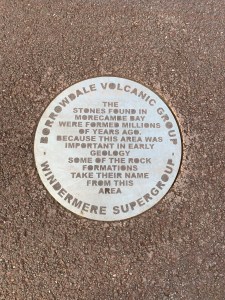 BORROWDALE VOLCANIC GROUP
THE
STONES FOUND IN
MORECAMBE BAY
WERE FORMED MILLIONS
OF YEARS AGO.
BECAUSE THIS AREA WAS
IMPORTANT IN EARLY
GEOLOGY
SOME OF THE ROCK
FORMATIONS
TAKE THEIR NAME
FROM THIS
AREA
- WINDERMERE SUPERGROUP -